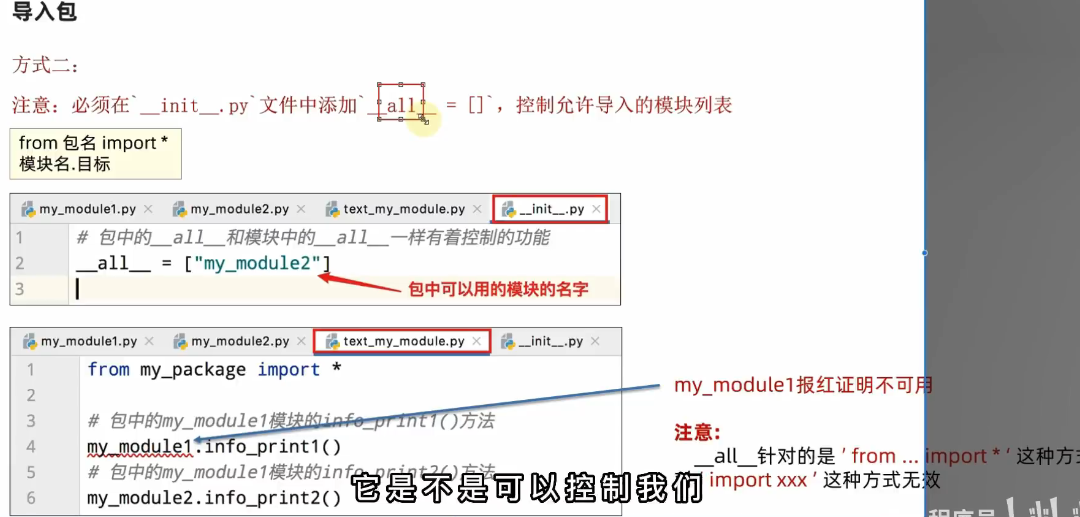 导入包
方式二：
注意：必须在`__init__.py`文件中添加`__all__ = []`，控制允许导入的模块列表
from 包名 import *
模块名.目标
my_module1.py × my_module2.py × text_my_module.py × __init__.py ×
1 # 包中的__all__和模块中的__all__一样有着控制的功能
2 __all__ = ["my_module2"]
3
包中可以用的模块的名字
my_module1.py × my_module2.py × text_my_module.py × __init__.py ×
1 from my_package import *
2
3 # 包中的my_module1模块的info_print1()方法
4 my_module1.info_print1()
5 # 包中的my_module1模块的info_print2()方法
6 my_module2.info_print2()
my_module1报红证明不可用
注意：
__all__针对的是 ' from ... import * ' 这种方式
import xxx ' 这种方式无效
它是不是可以控制我们